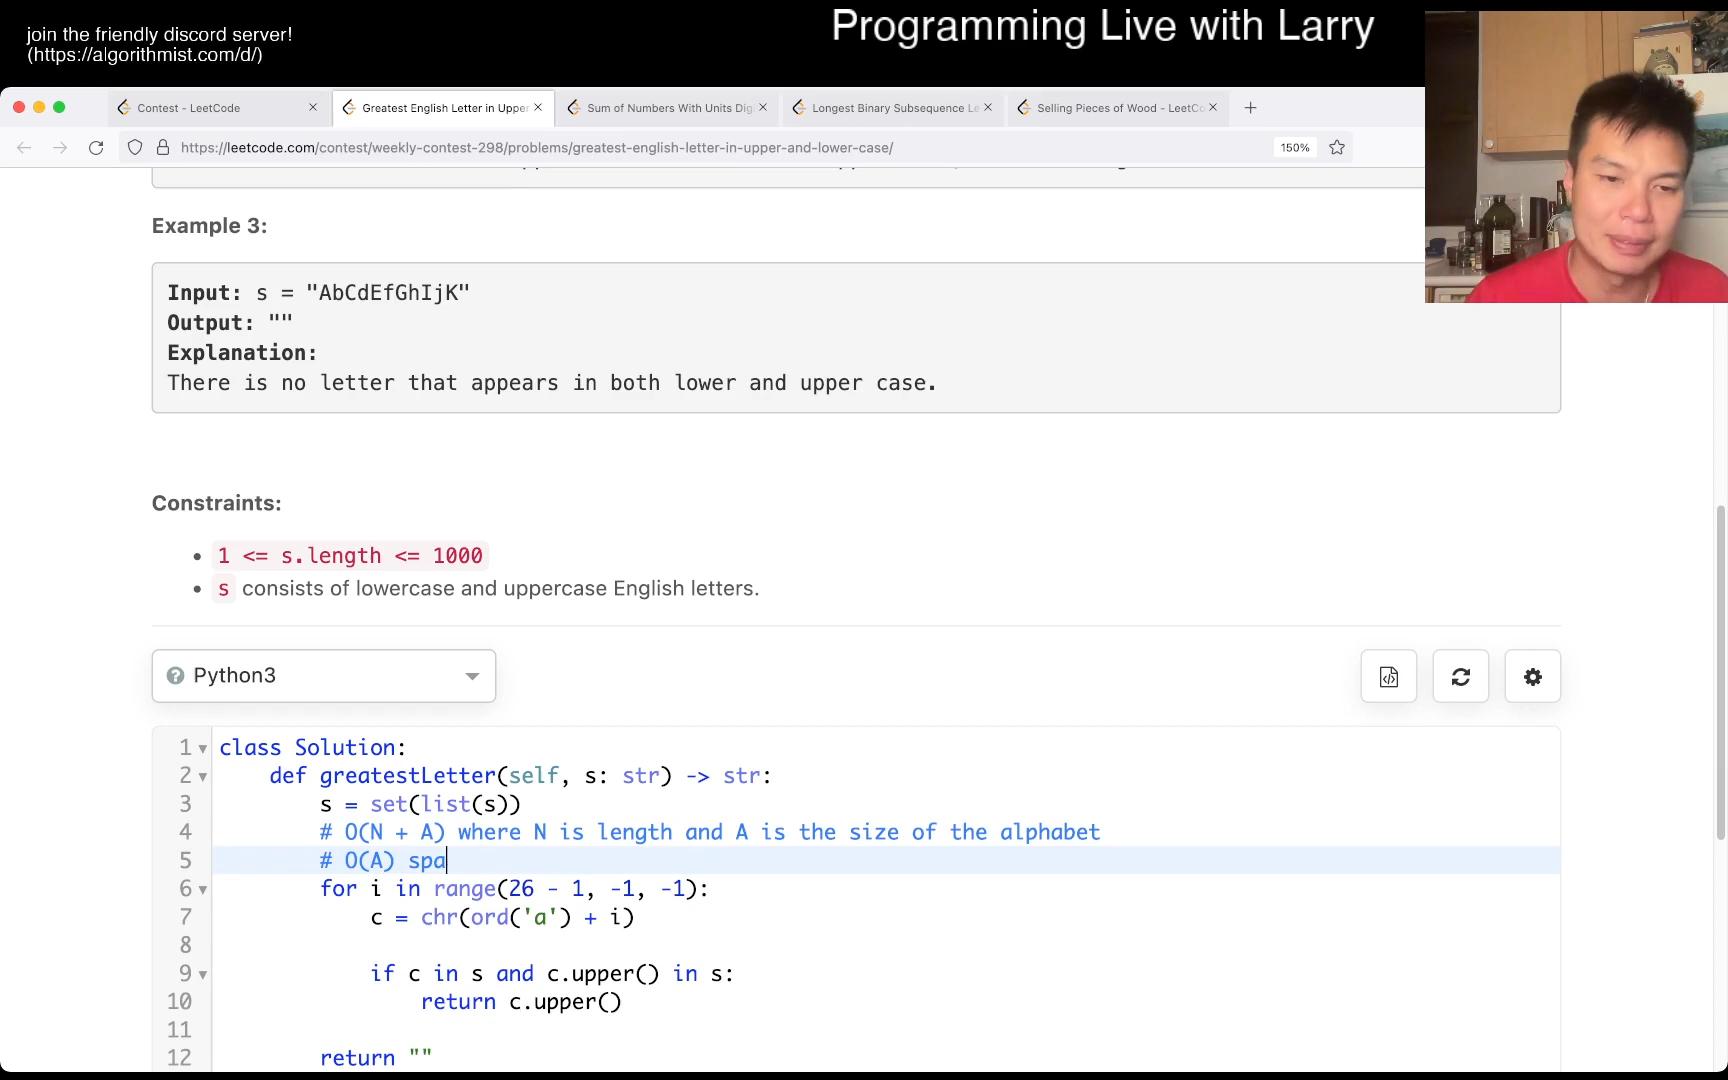 join the friendly discord server!
(https://algorithmist.com/d/)
Programming Live with Larry
Contest - LeetCode
Greatest English Letter in Upper
Sum of Numbers With Units Dig
Longest Binary Subsequence Le
Selling Pieces of Wood - LeetCo
https://leetcode.com/contest/weekly-contest-298/problems/greatest-english-letter-in-upper-and-lower-case/
150%
Example 3:
Input: s = "AbCdEfGhIjK"
Output: ""
Explanation:
There is no letter that appears in both lower and upper case.
Constraints:
1 <= s.length <= 1000
s consists of lowercase and uppercase English letters.
Python3
1 class Solution:
2 def greatestLetter(self, s: str) -> str:
3 s = set(list(s))
4 # O(N + A) where N is length and A is the size of the alphabet
5 # O(A) spa
6 for i in range(26 - 1, -1, -1):
7 c = chr(ord('a') + i)
8
9 if c in s and c.upper() in s:
10 return c.upper()
11
12 return ""